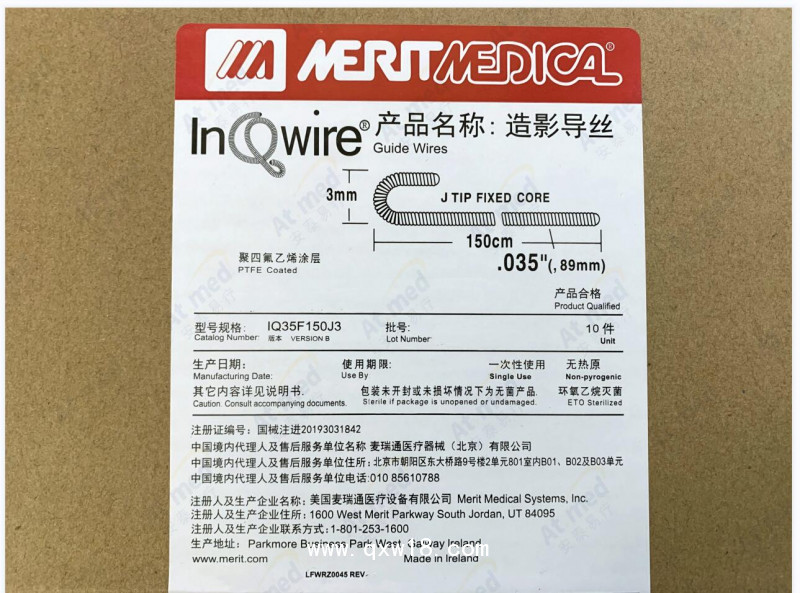 MERIT MEDICAL®
InQwire® 产品名称: 造影导丝
Guide Wires
3mm
J TIP FIXED CORE
150cm
.035"(,89mm)
聚四氟乙烯涂层
PTFE Coated
产品合格
Product Qualified
型号规格: IQ35F150J3 批号: 10 件
Catalog Number: 版本 VERSION B Lot Number Unit
生产日期: 使用期限: 一次性使用 无热原
Manufacturing Date: Use By Single Use Non-pyrogenic
其它内容详见说明书. 包装未开封或未损坏情况下为无菌产品. 环氧乙烷灭菌
Caution. Consult accompanying documents. Sterile if package is unopened or undamaged. ETO Sterilized
注册证编号: 国械注进20193031842
中国境内代理人及售后服务单位名称 麦瑞通医疗器械（北京）有限公司
中国境内代理人及售后服务单位住所: 北京市朝阳区东大桥路9号楼2单元801室内B01、B02及B03单元
中国境内代理人及售后服务单位电话:010 85610788
注册人及生产企业名称: 美国麦瑞通医疗设备有限公司 Merit Medical Systems, Inc.
注册人及生产企业住所: 1600 West Merit Parkway South Jordan, UT 84095
注册人及生产企业联系方式:1-801-253-1600
生产地址: Parkmore Business Park West, Galway Ireland
www.qxw18.com
www.merit.com Made in Ireland
LFWRZ0045 REV-
At med